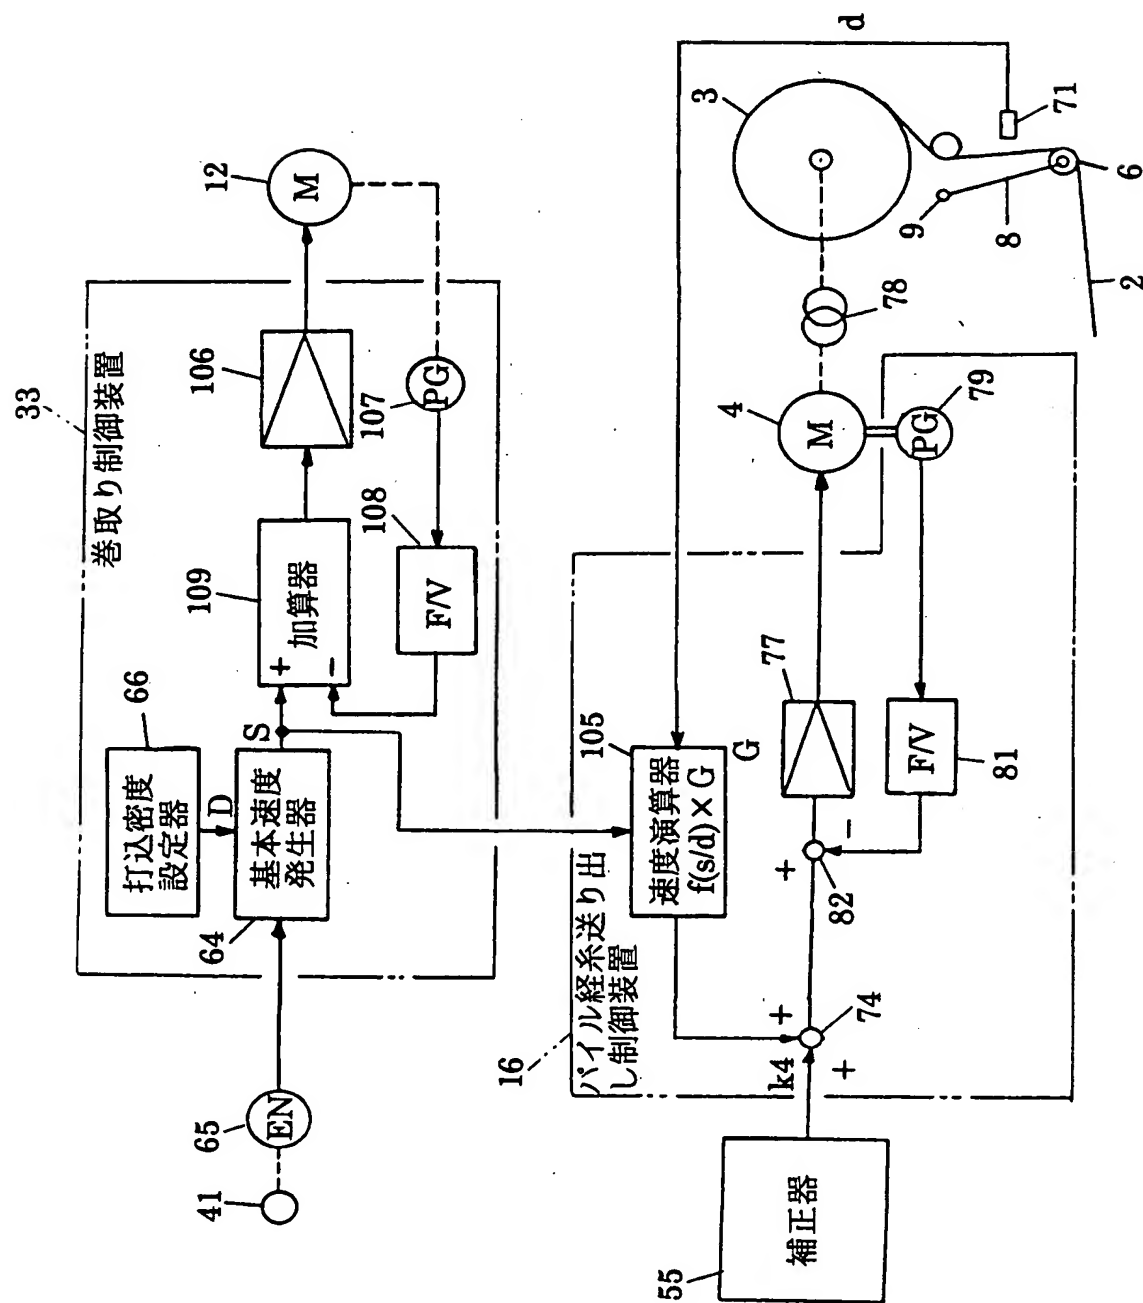 33
巻取り制御装置
66
打込密度
設定器
D
基本速度
発生器
64
65
EN
41
S
+
−
109
加算器
106
12
M
PG
107
108
F/V
16
パイル経糸送り出
し制御装置
105
速度演算器
f(s/d)×G
G
d
55
補正器
k4
+
+
74
+
−
82
77
4
M
78
3
PG
79
F/V
81
9
8
2
6
71